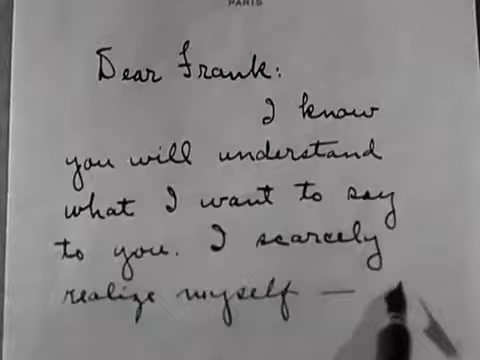 PARIS
Dear Frank:
I know
you will understand
what I want to say
to you. I scarcely
realize myself —